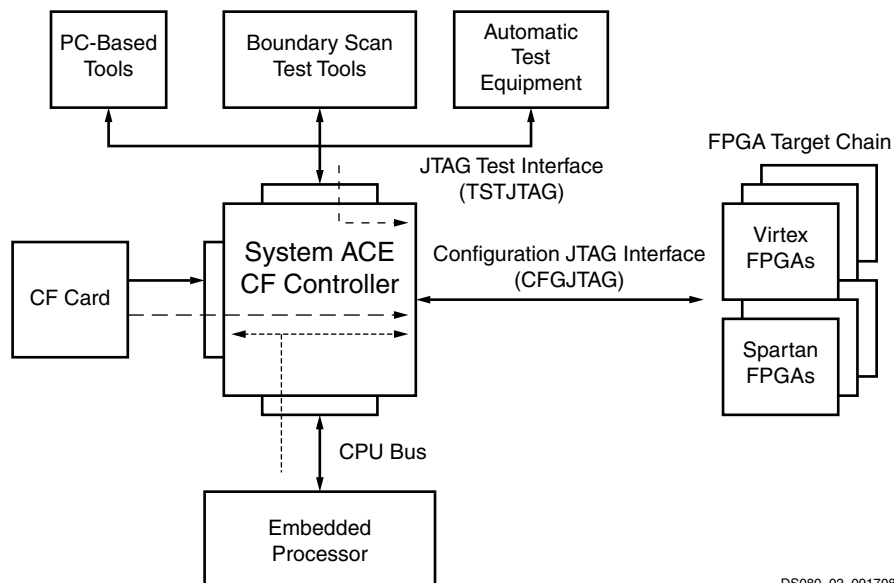 PC-Based
Tools
Boundary Scan
Test Tools
Automatic
Test
Equipment
JTAG Test Interface
(TSTJTAG)
FPGA Target Chain
System ACE
CF Controller
CF Card
Configuration JTAG Interface
(CFGJTAG)
Virtex
FPGAs
Spartan
FPGAs
CPU Bus
Embedded
Processor
DS080_02_091708